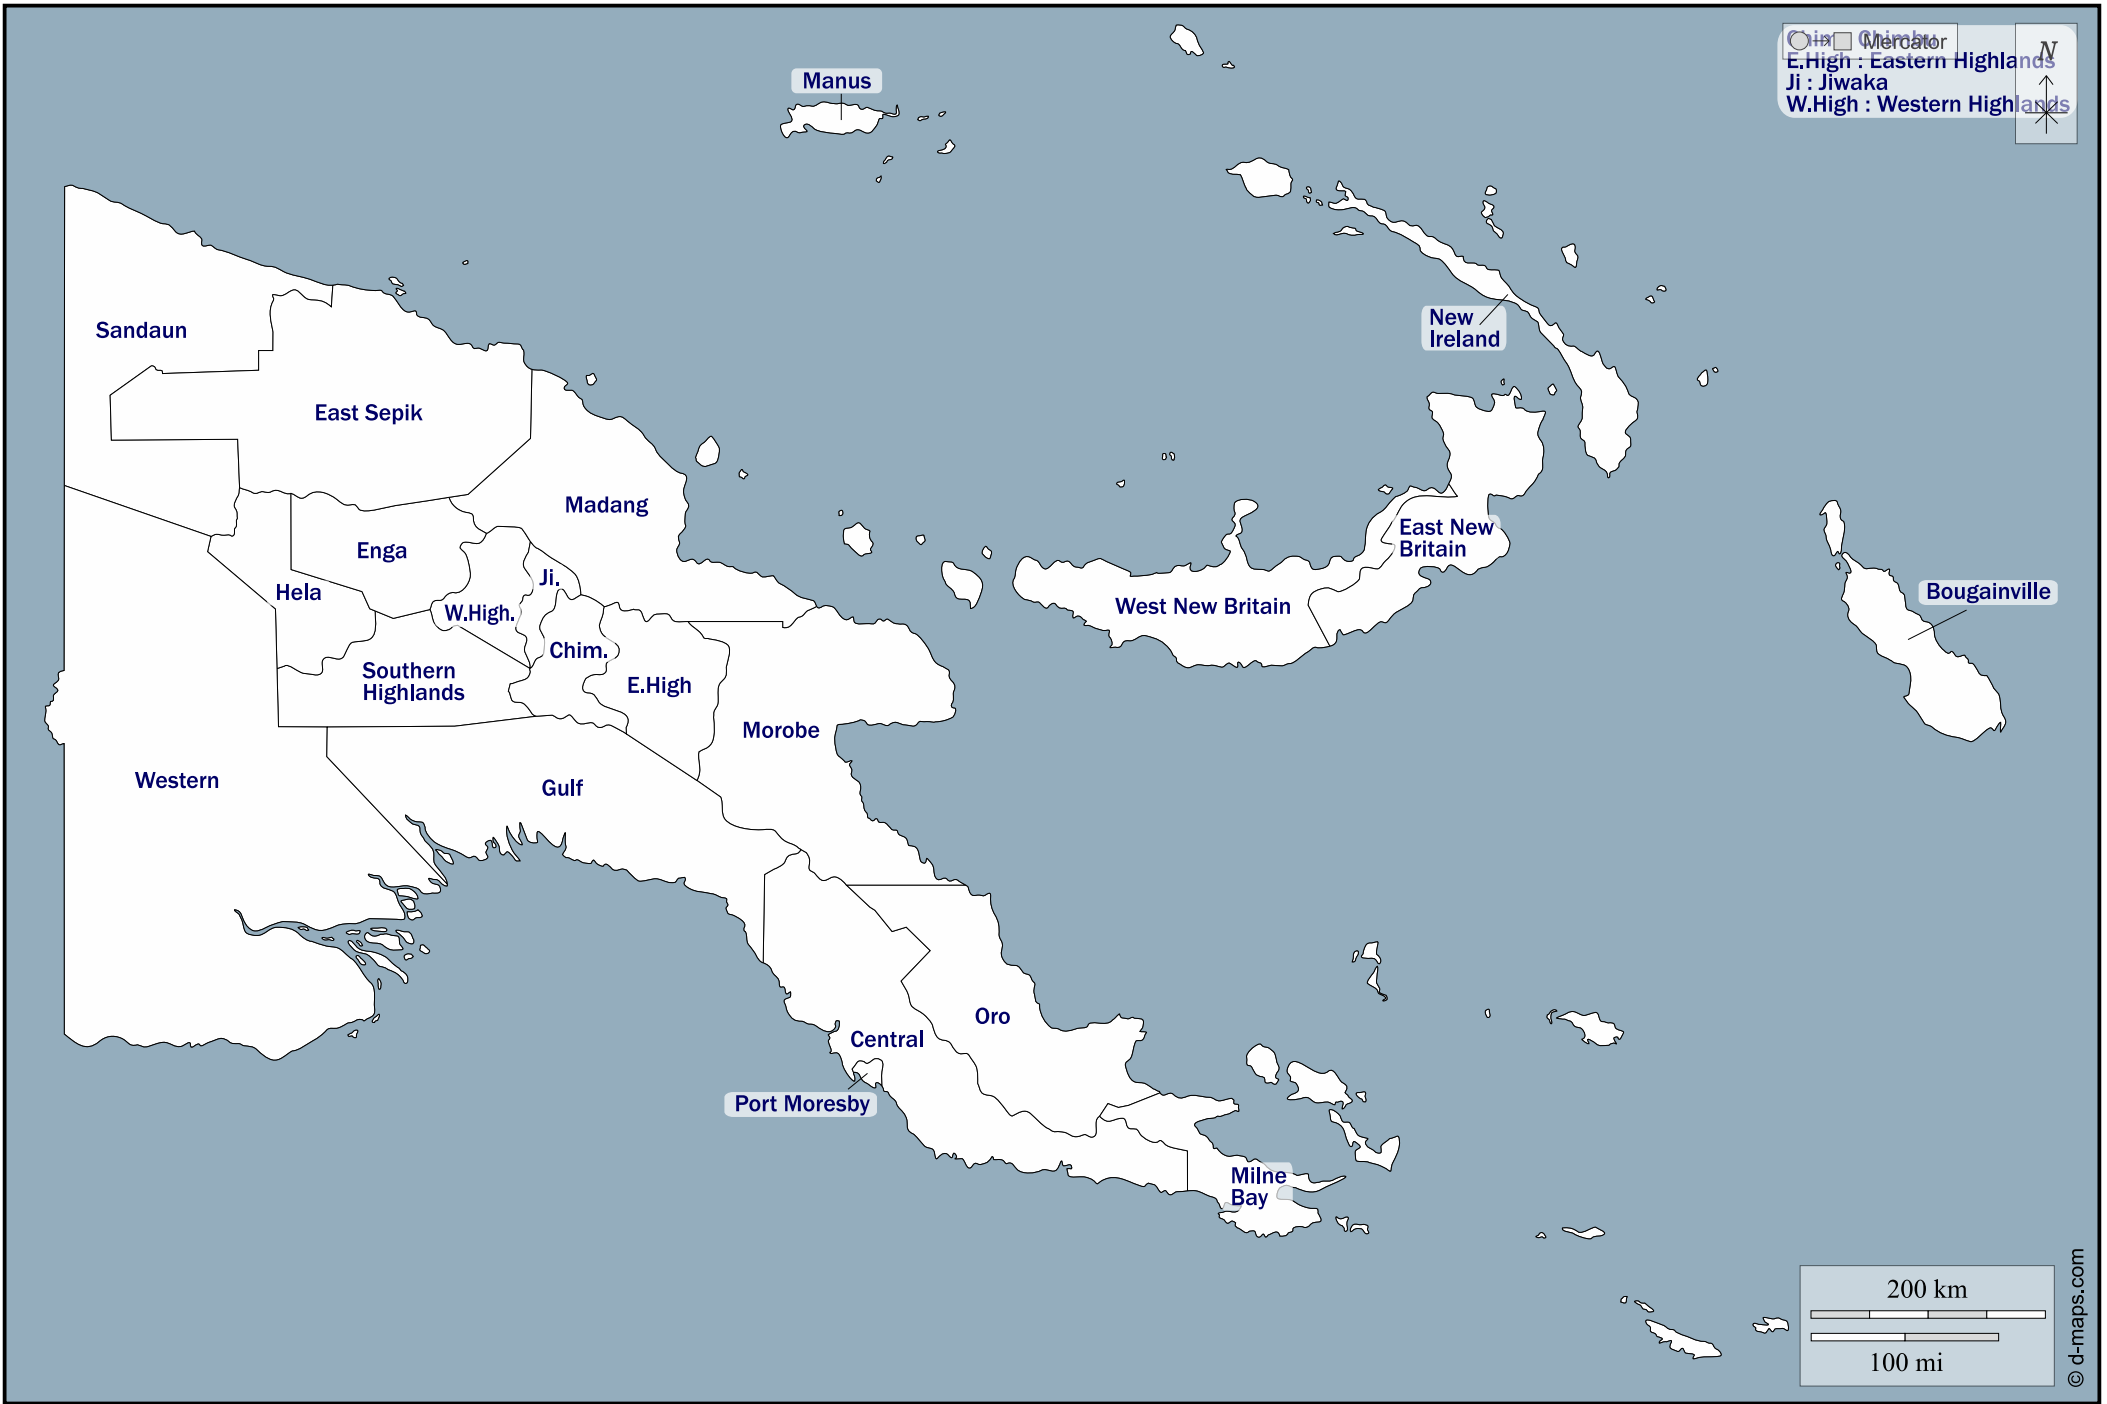 Chim : Chimbu
Mercator
N
E.High : Eastern Highlands
Ji : Jiwaka
W.High : Western Highlands
Manus
New
Ireland
Sandaun
East Sepik
Madang
East New
Britain
Enga
Ji.
Hela
W.High.
West New Britain
Bougainville
Chim.
Southern
Highlands
E.High
Morobe
Western
Gulf
Oro
Central
Port Moresby
Milne
Bay
200 km
100 mi
© d-maps.com